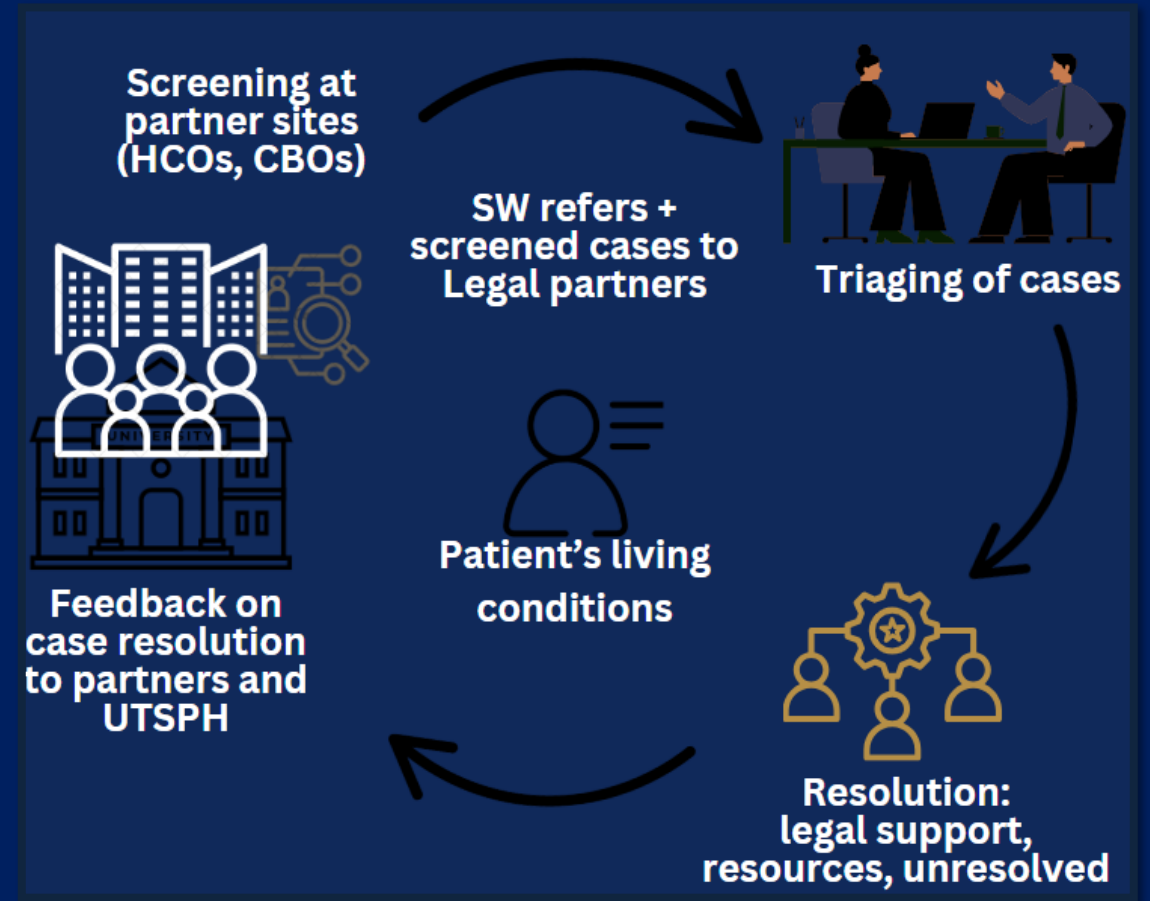 Screening at
partner sites
(HCOs, CBOs)
SW refers +
screened cases to
Legal partners
Triaging of cases
UNIVERSITY
Patient’s living
conditions
Feedback on
case resolution
to partners and
UTSPH
Resolution:
legal support,
resources, unresolved